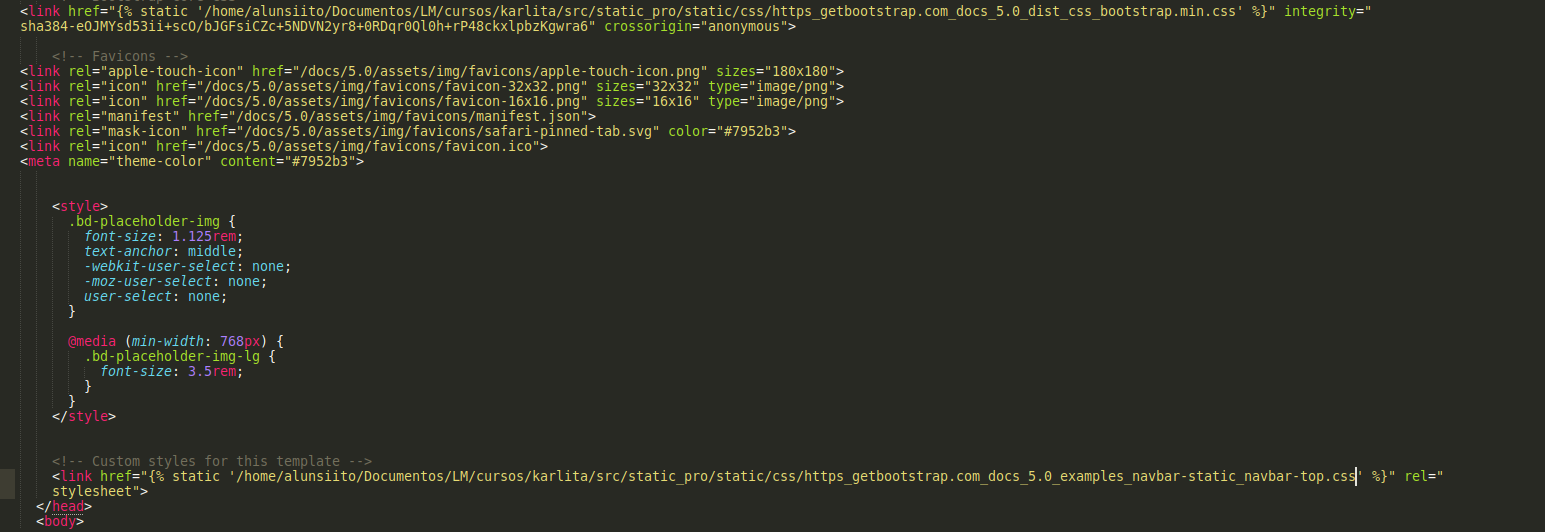 <link href="{% static '/home/alunsiito/Documentos/LM/cursos/karlita/src/static_pro/static/css/https_getbootstrap.com_docs_5.0_dist_css_bootstrap.min.css' %}" integrity="
sha384-eOJMYsd53ii+scO/bJGFsiCZc+5NDVN2yr8+0RDqr0Ql0h+rP48ckxlpbzKgwra6" crossorigin="anonymous">
<!-- Favicons -->
<link rel="apple-touch-icon" href="/docs/5.0/assets/img/favicons/apple-touch-icon.png" sizes="180x180">
<link rel="icon" href="/docs/5.0/assets/img/favicons/favicon-32x32.png" sizes="32x32" type="image/png">
<link rel="icon" href="/docs/5.0/assets/img/favicons/favicon-16x16.png" sizes="16x16" type="image/png">
<link rel="manifest" href="/docs/5.0/assets/img/favicons/manifest.json">
<link rel="mask-icon" href="/docs/5.0/assets/img/favicons/safari-pinned-tab.svg" color="#7952b3">
<link rel="icon" href="/docs/5.0/assets/img/favicons/favicon.ico">
<meta name="theme-color" content="#7952b3">
<style>
.bd-placeholder-img {
font-size: 1.125rem;
text-anchor: middle;
-webkit-user-select: none;
-moz-user-select: none;
user-select: none;
}
@media (min-width: 768px) {
.bd-placeholder-img-lg {
font-size: 3.5rem;
}
}
</style>
<!-- Custom styles for this template -->
<link href="{% static '/home/alunsiito/Documentos/LM/cursos/karlita/src/static_pro/static/css/https_getbootstrap.com_docs_5.0_examples_navbar-static_navbar-top.css' %}" rel="
stylesheet">
</head>
<body>